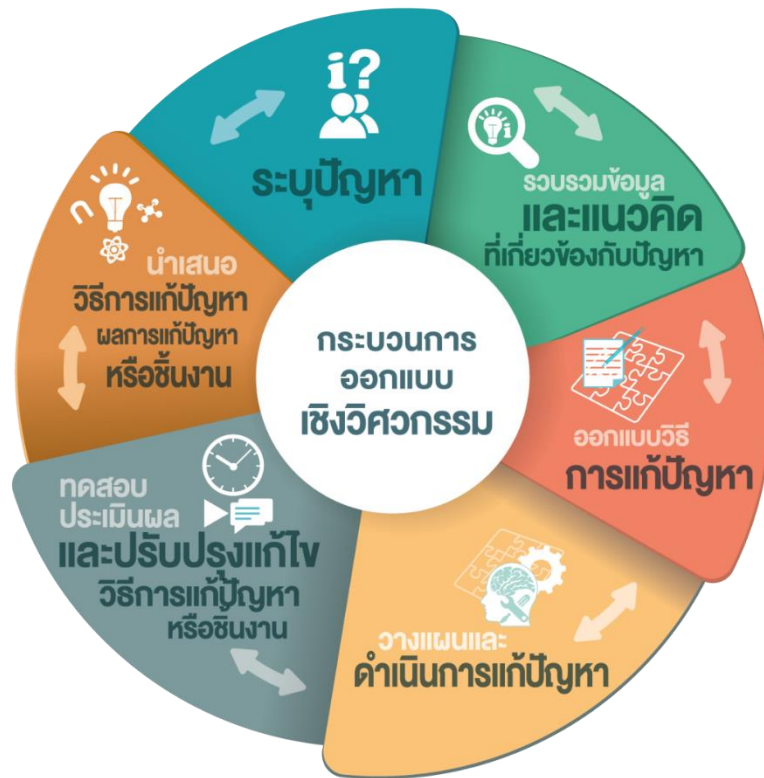 i?
ระบุปัญหา
i
รวบรวมข้อมูล
และแนวคิด
ที่เกี่ยวข้องกับปัญหา
ออกแบบวิธี
การแก้ปัญหา
วางแผนและ
ดำเนินการแก้ปัญหา
ทดสอบ
ประเมินผล
และปรับปรุงแก้ไข
วิธีการแก้ปัญหา
หรือชิ้นงาน
นำเสนอ
วิธีการแก้ปัญหา
ผลการแก้ปัญหา
หรือชิ้นงาน
กระบวนการ
ออกแบบ
เชิงวิศวกรรม